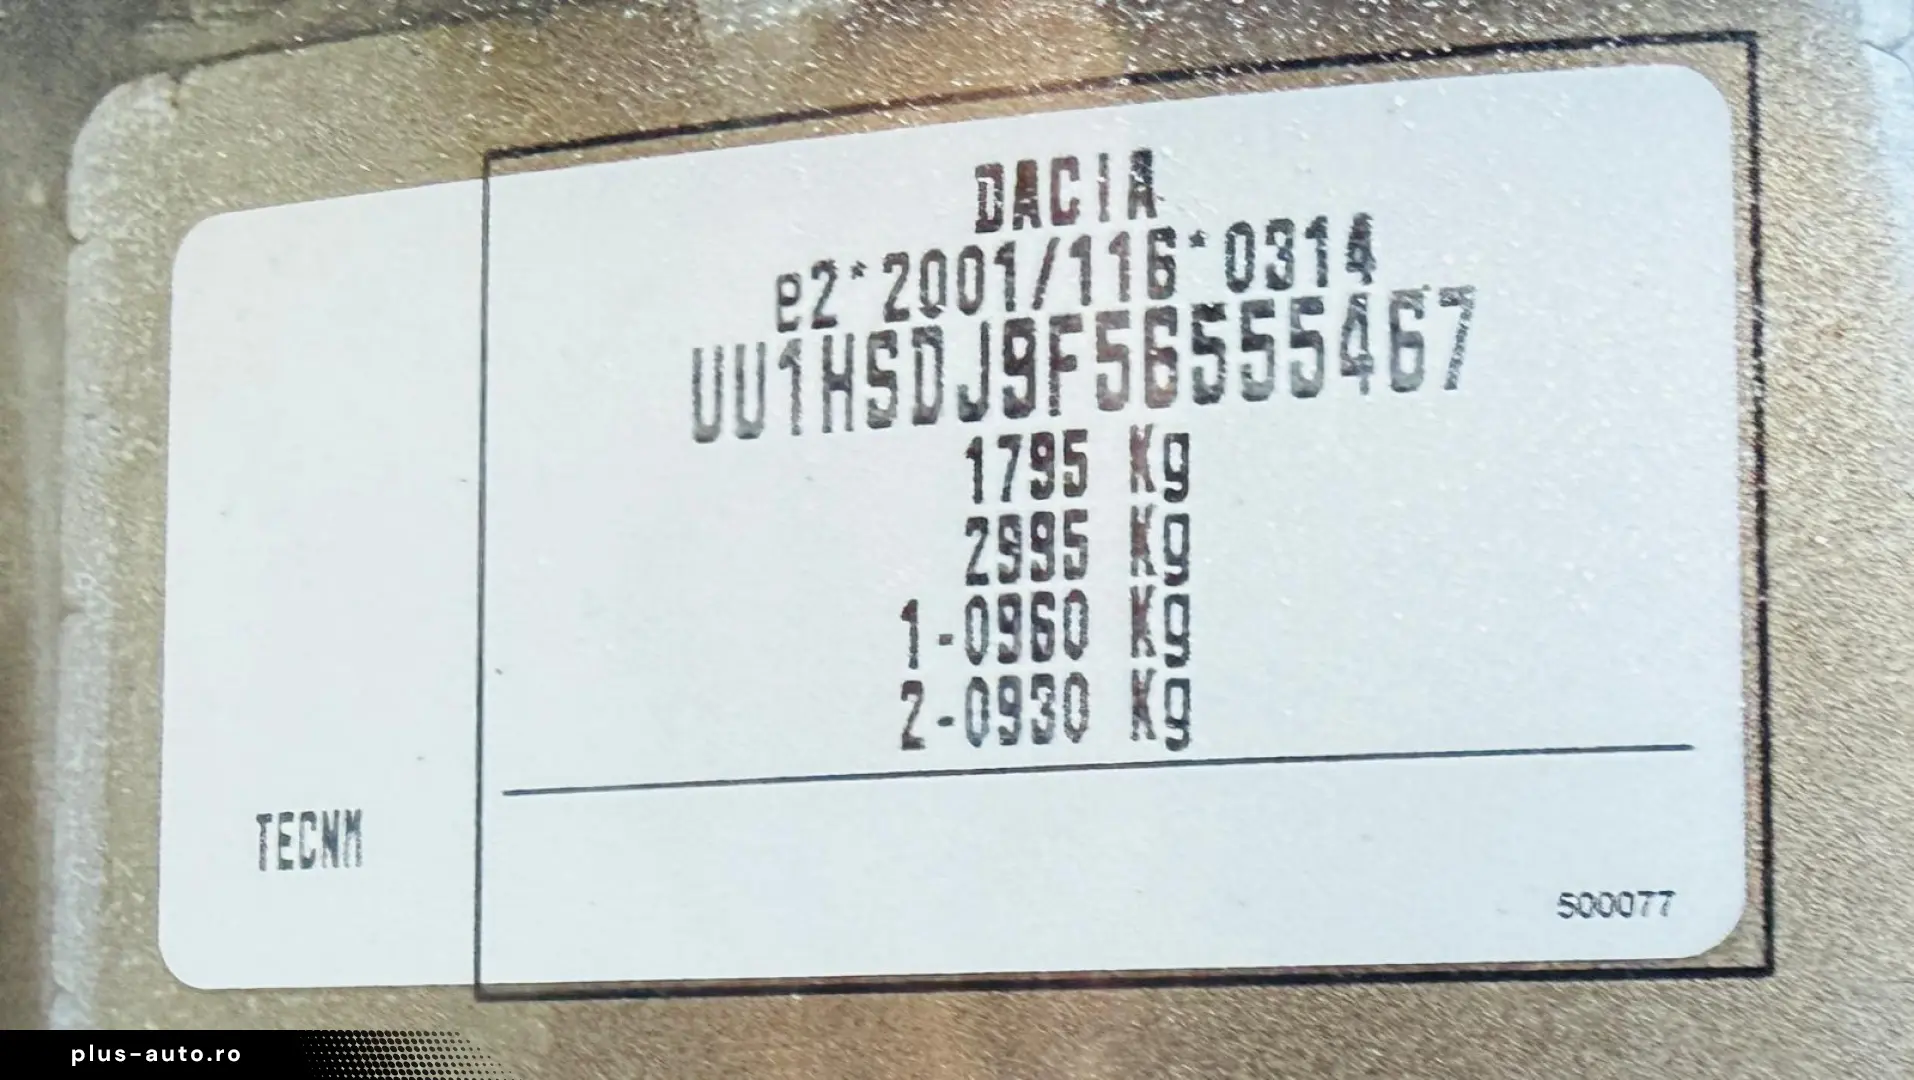 DACIA
e2*2001/116*0314
UU1HSDJ9F56555467
1795 Kg
2995 Kg
1-0960 Kg
2-0930 Kg
TECNM
500077
plus-auto.ro